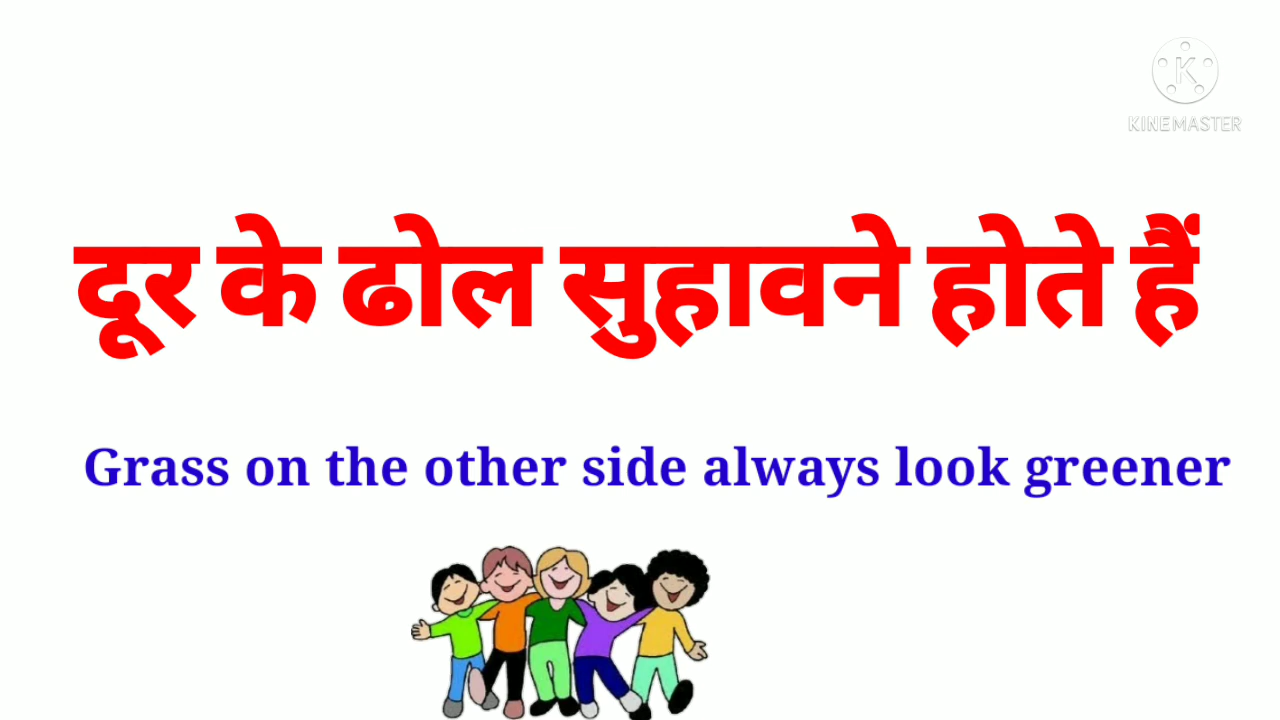 KINEMASTER
दूर के ढोल सुहावने होते हैं
Grass on the other side always look greener